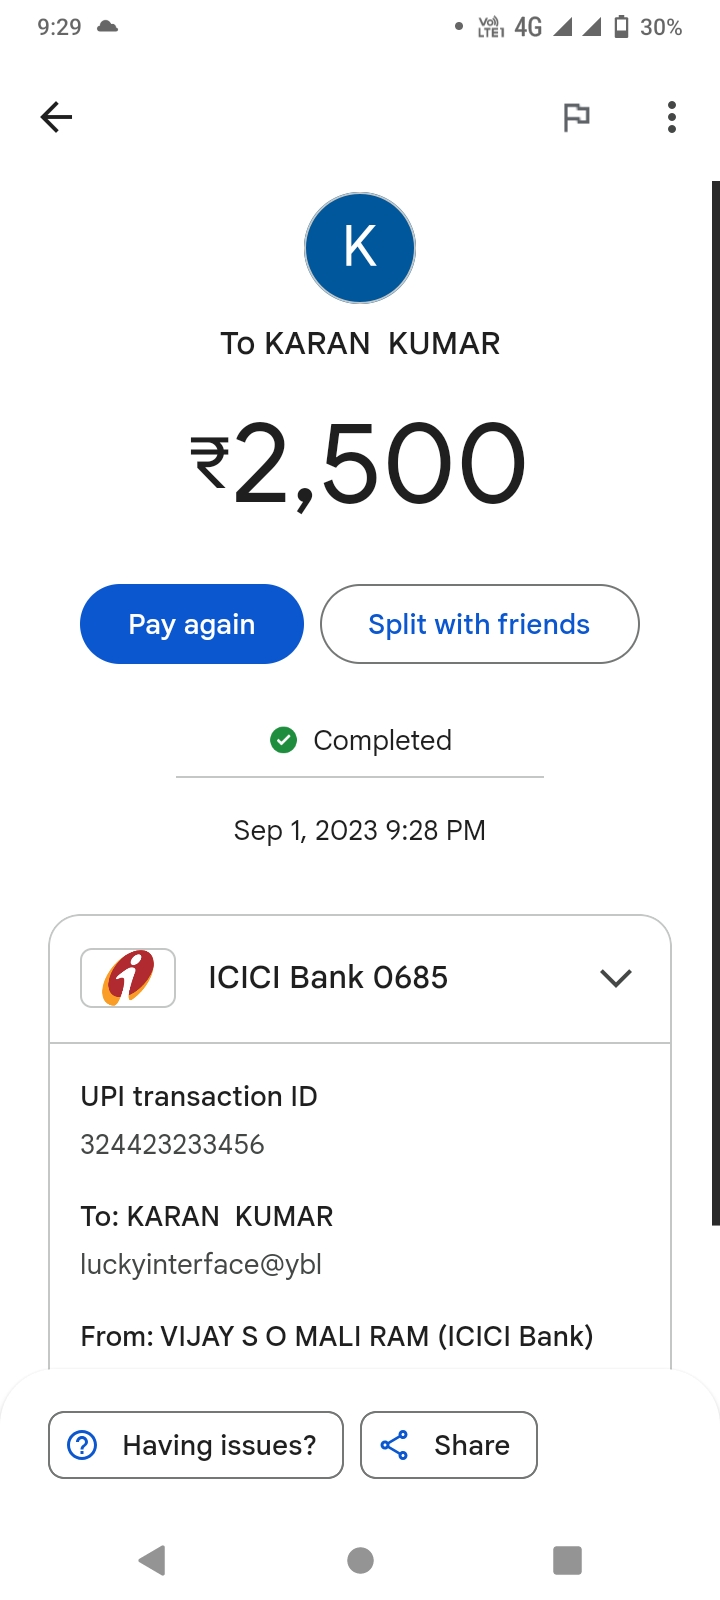 9:29
Vo)) LTE1 4G 30%
K
To KARAN  KUMAR
₹2,500
Pay again
Split with friends
Completed
Sep 1, 2023 9:28 PM
ICICI Bank 0685
UPI transaction ID
324423233456
To: KARAN  KUMAR
luckyinterface@ybl
From: VIJAY S O MALI RAM (ICICI Bank)
Having issues?
Share